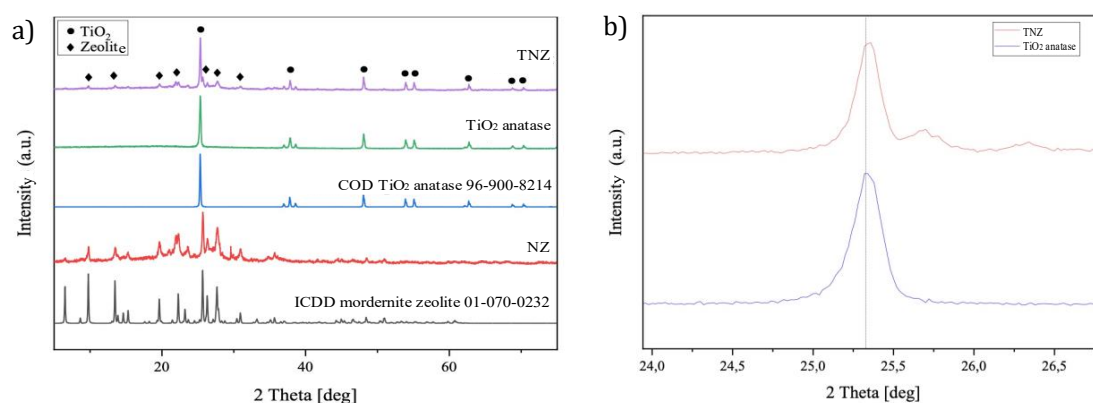 a)
TiO₂
Zeolite
TNZ
TiO₂ anatase
COD TiO₂ anatase 96-900-8214
NZ
ICDD mordernite zeolite 01-070-0232
Intensity (a.u.)
20 40 60
2 Theta [deg]
b)
TNZ
TiO₂ anatase
Intensity (a.u.)
24,0 24,5 25,0 25,5 26,0 26,5
2 Theta [deg]